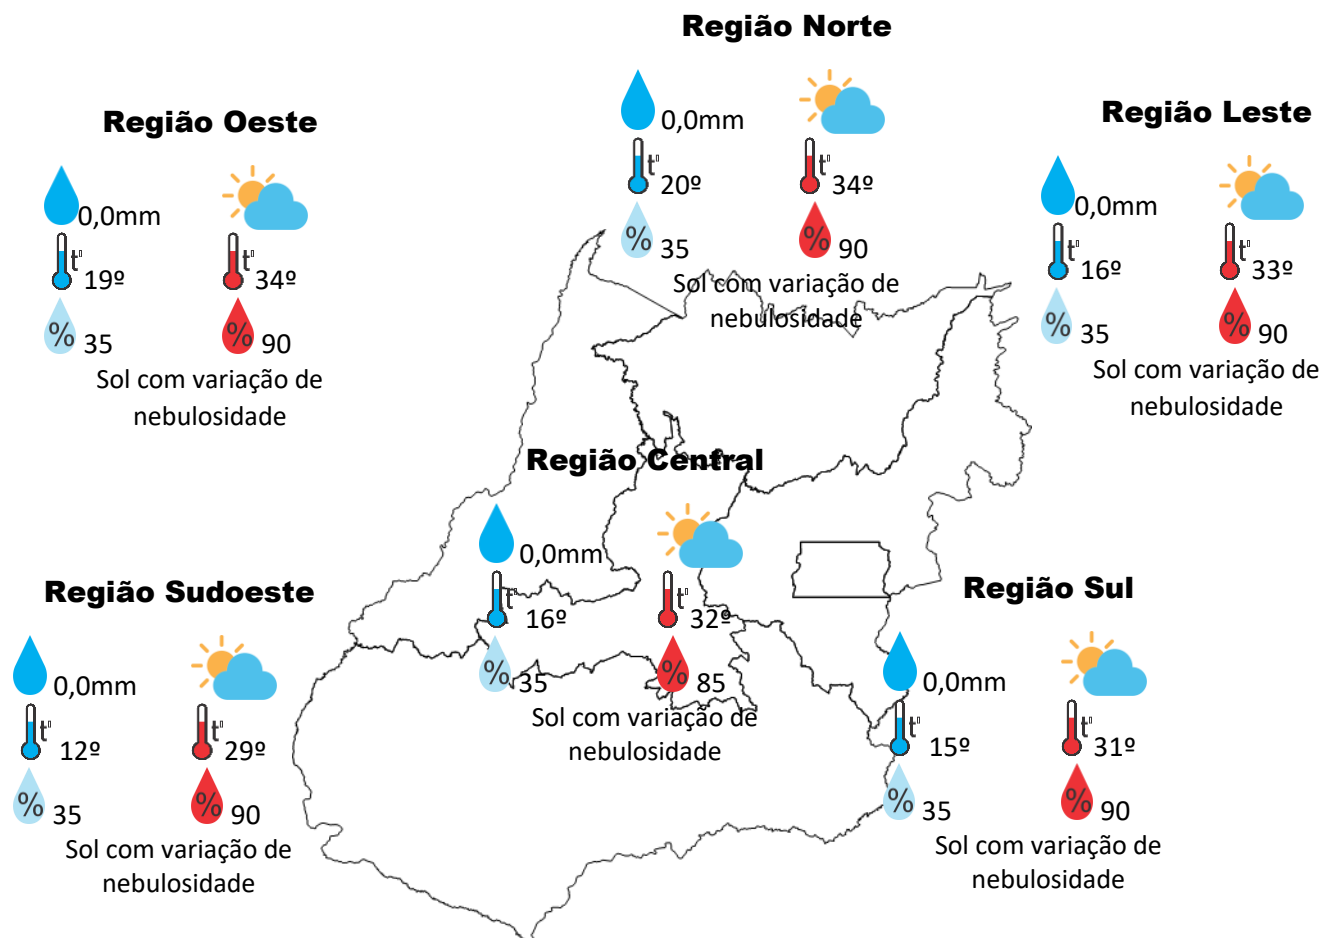 Região Norte
0,0mm
t°
20º
34º
% 35
% 90
Sol com variação de
nebulosidade
Região Oeste
0,0mm
t°
19º
t°
34º
% 35
% 90
Sol com variação de
nebulosidade
Região Leste
0,0mm
t°
16º
t°
33º
% 35
% 90
Sol com variação de
nebulosidade
Região Central
0,0mm
t°
16º
t°
32º
% 35
% 85
Sol com variação de
nebulosidade
Região Sudoeste
0,0mm
t°
12º
t°
29º
% 35
% 90
Sol com variação de
nebulosidade
Região Sul
0,0mm
t°
15º
t°
31º
% 35
% 90
Sol com variação de
nebulosidade